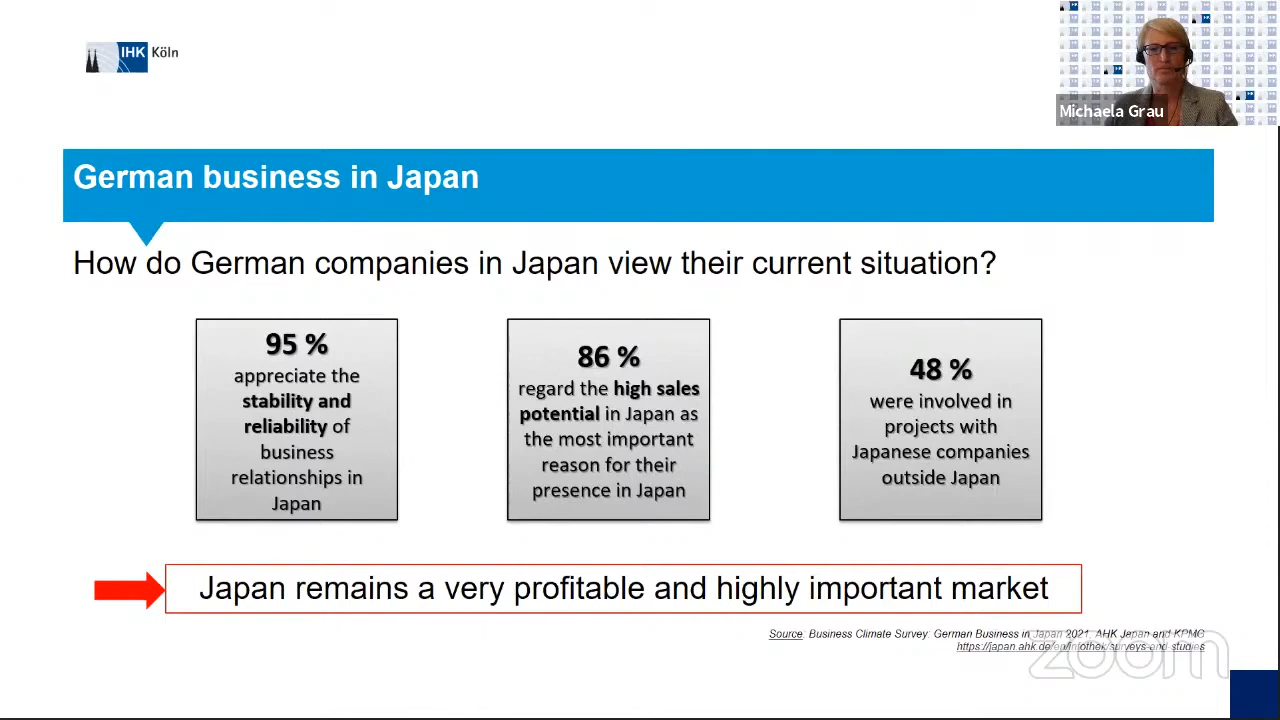 IHK Köln
Michaela Grau
German business in Japan
How do German companies in Japan view their current situation?
95 %
appreciate the
stability and
reliability of
business
relationships in
Japan
86 %
regard the high sales
potential in Japan as
the most important
reason for their
presence in Japan
48 %
were involved in
projects with
Japanese companies
outside Japan
Japan remains a very profitable and highly important market
Source: Business Climate Survey: German Business in Japan 2021, AHK Japan and KPMG
https://japan.ahk.de/en/infothek/surveys-and-studies
zoom